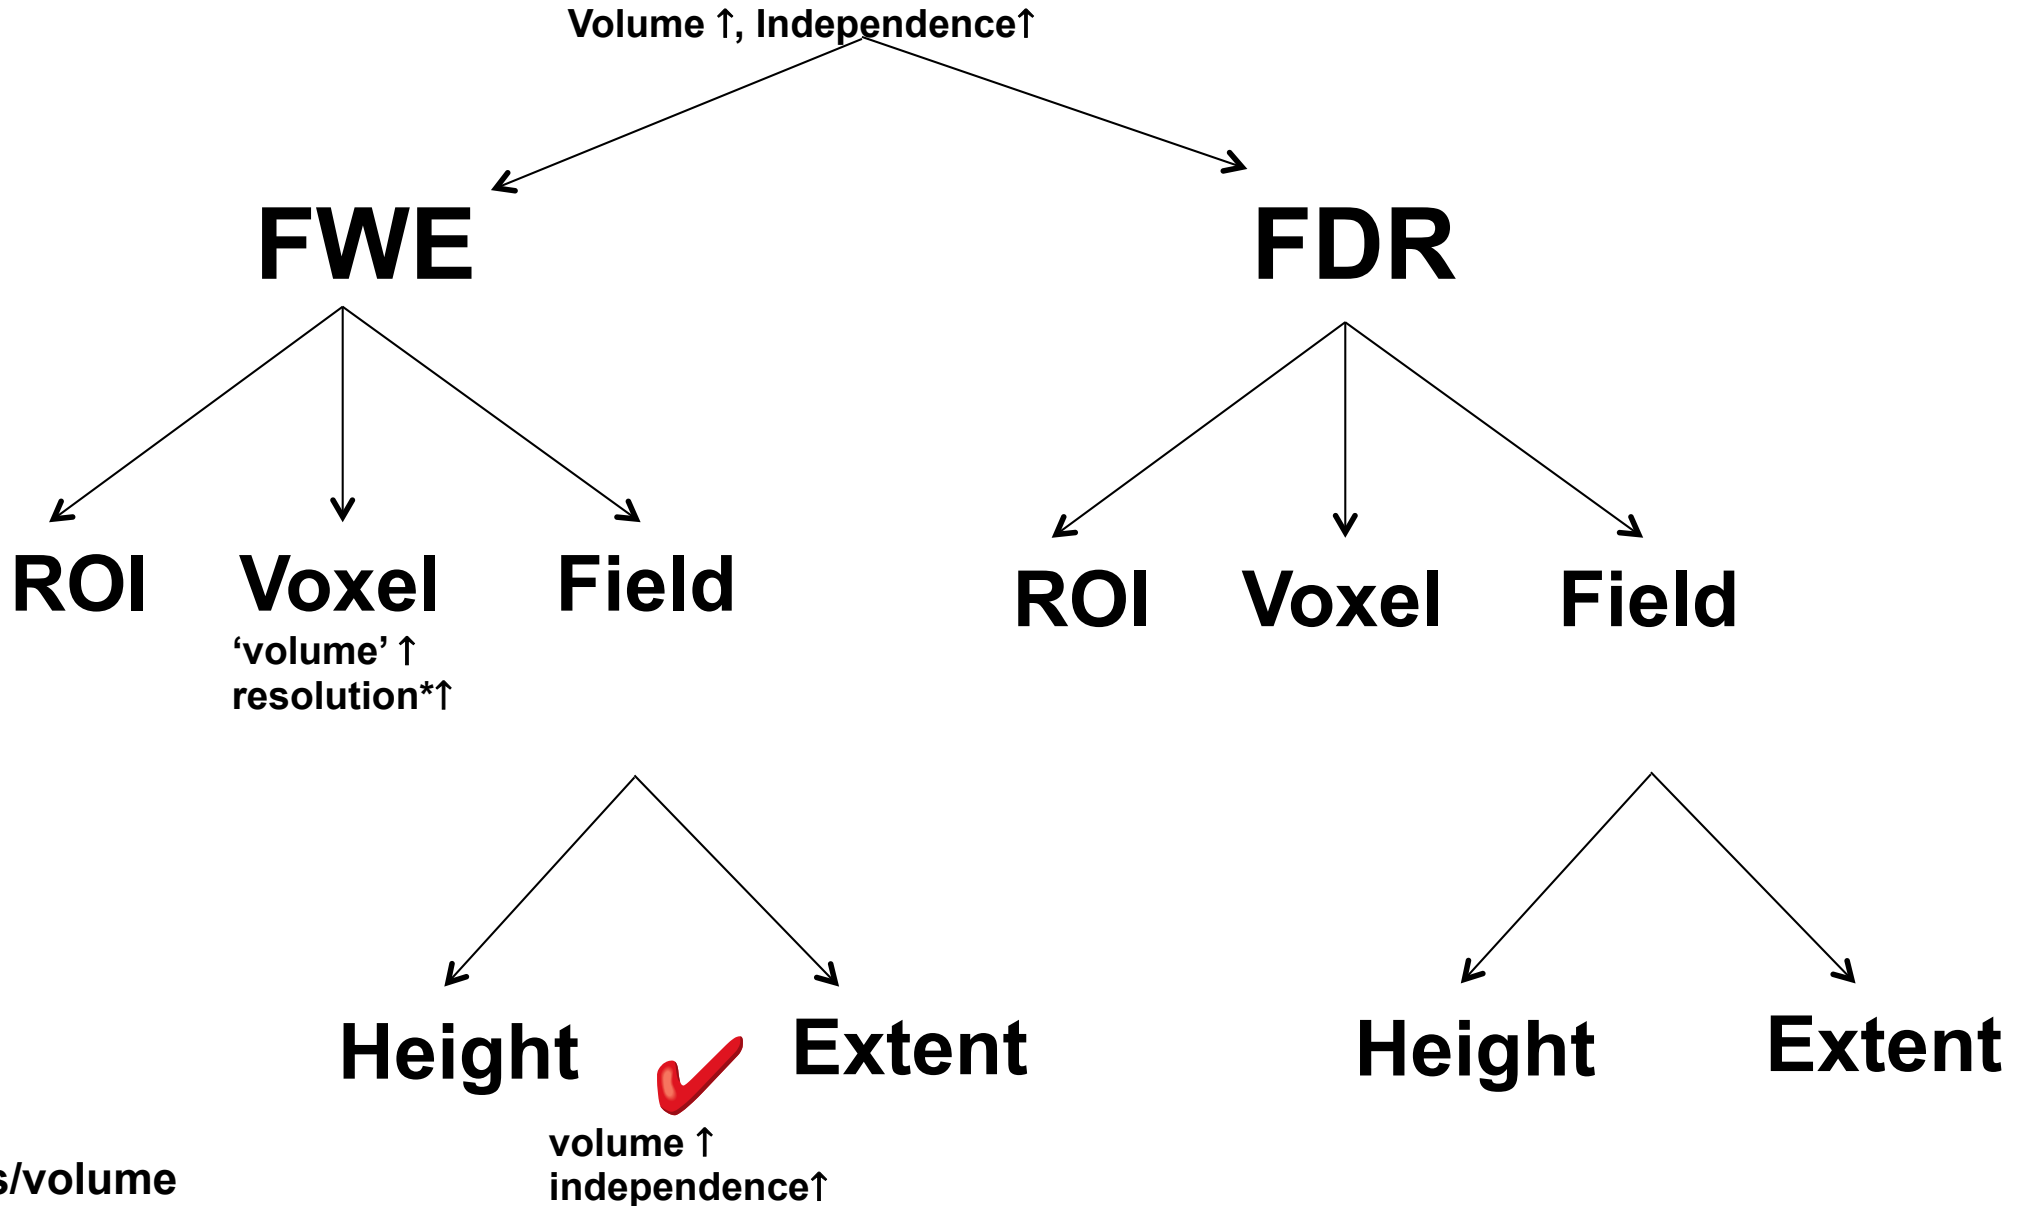 Volume ↑, Independence↑
FWE
FDR
ROI Voxel Field
‘volume’ ↑
resolution*↑
ROI Voxel Field
Height Extent
volume ↑
independence↑
Height Extent
s/volume